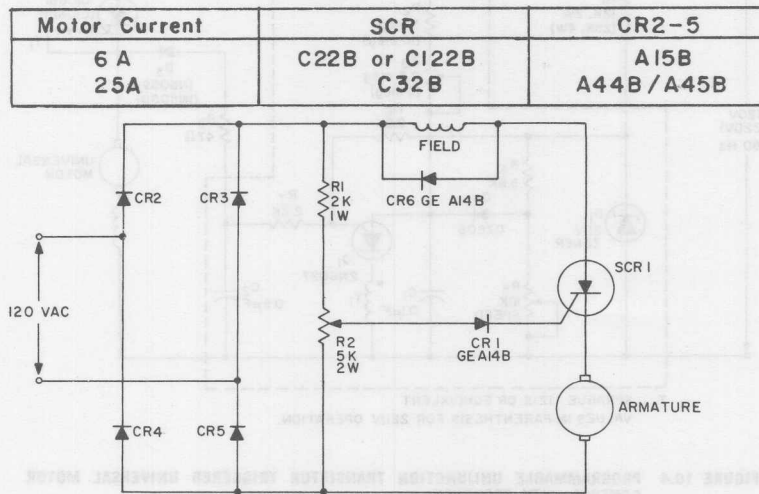 Motor Current SCR CR2-5
6 A C22B or C122B A15B
25A C32B A44B/A45B
FIELD
CR2
CR3
R1
2K
1W
CR6 GE A14B
SCR1
120 VAC
R2
5K
2W
CR1
GEA14B
ARMATURE
CR4
CR5